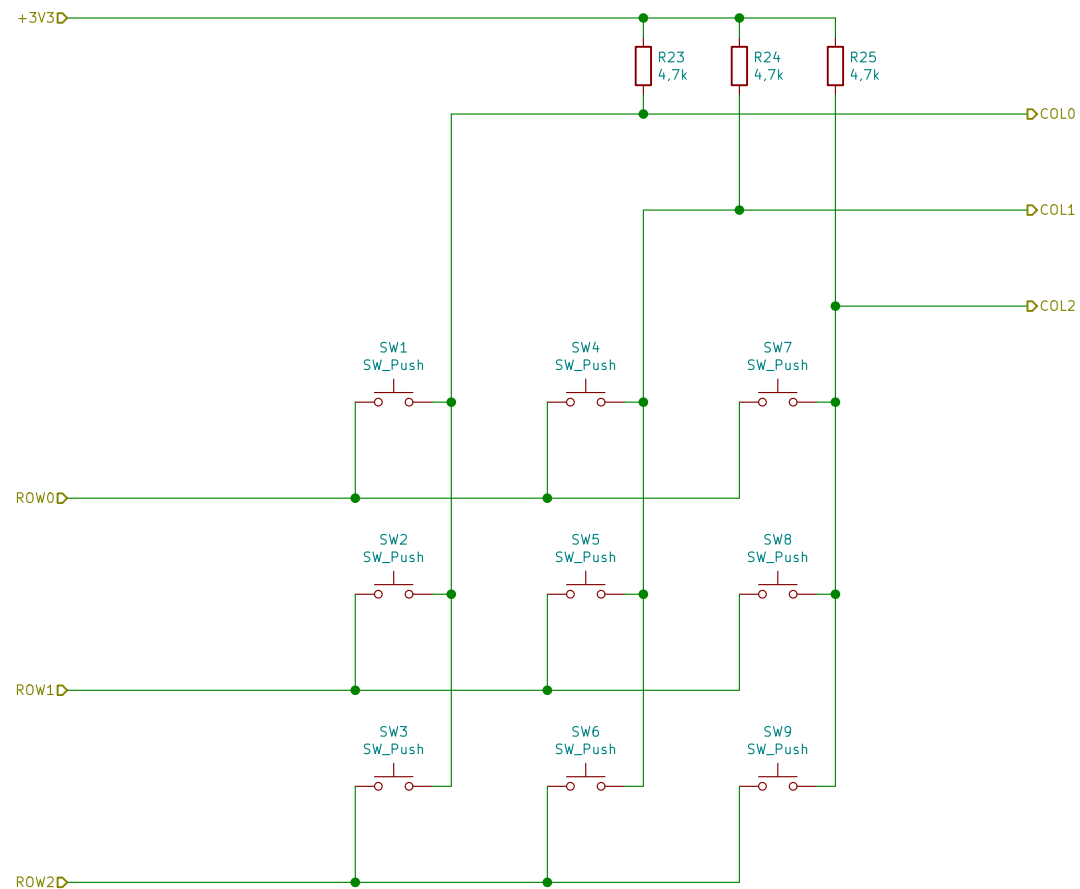 +3V3
R23
4,7k
R24
4,7k
R25
4,7k
COL0
COL1
COL2
SW1
SW_Push
SW4
SW_Push
SW7
SW_Push
ROW0
SW2
SW_Push
SW5
SW_Push
SW8
SW_Push
ROW1
SW3
SW_Push
SW6
SW_Push
SW9
SW_Push
ROW2